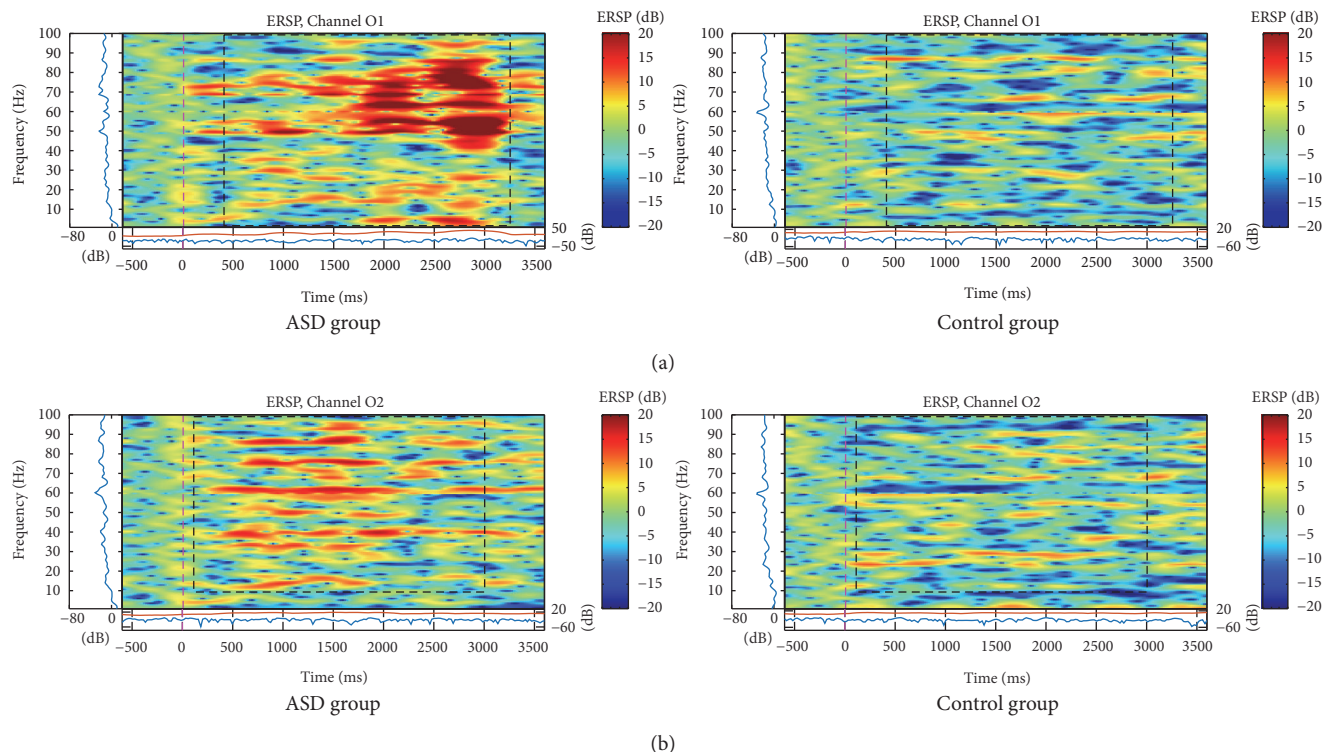 ERSP, Channel O1
ERSP (dB)
100
90
80
70
60
50
40
30
20
10
Frequency (Hz)
20
15
10
5
0
−5
−10
−15
−20
−80
0
(dB)
50
−50
(dB)
−500 0 500 1000 1500 2000 2500 3000 3500
Time (ms)
ASD group
ERSP, Channel O1
ERSP (dB)
100
90
80
70
60
50
40
30
20
10
Frequency (Hz)
20
15
10
5
0
−5
−10
−15
−20
−80
0
(dB)
20
−60
(dB)
−500 0 500 1000 1500 2000 2500 3000 3500
Time (ms)
Control group
(a)
ERSP, Channel O2
ERSP (dB)
100
90
80
70
60
50
40
30
20
10
Frequency (Hz)
20
15
10
5
0
−5
−10
−15
−20
−80
0
(dB)
20
−60
(dB)
−500 0 500 1000 1500 2000 2500 3000 3500
Time (ms)
ASD group
ERSP, Channel O2
ERSP (dB)
100
90
80
70
60
50
40
30
20
10
Frequency (Hz)
20
15
10
5
0
−5
−10
−15
−20
−80
0
(dB)
20
−60
(dB)
−500 0 500 1000 1500 2000 2500 3000 3500
Time (ms)
Control group
(b)